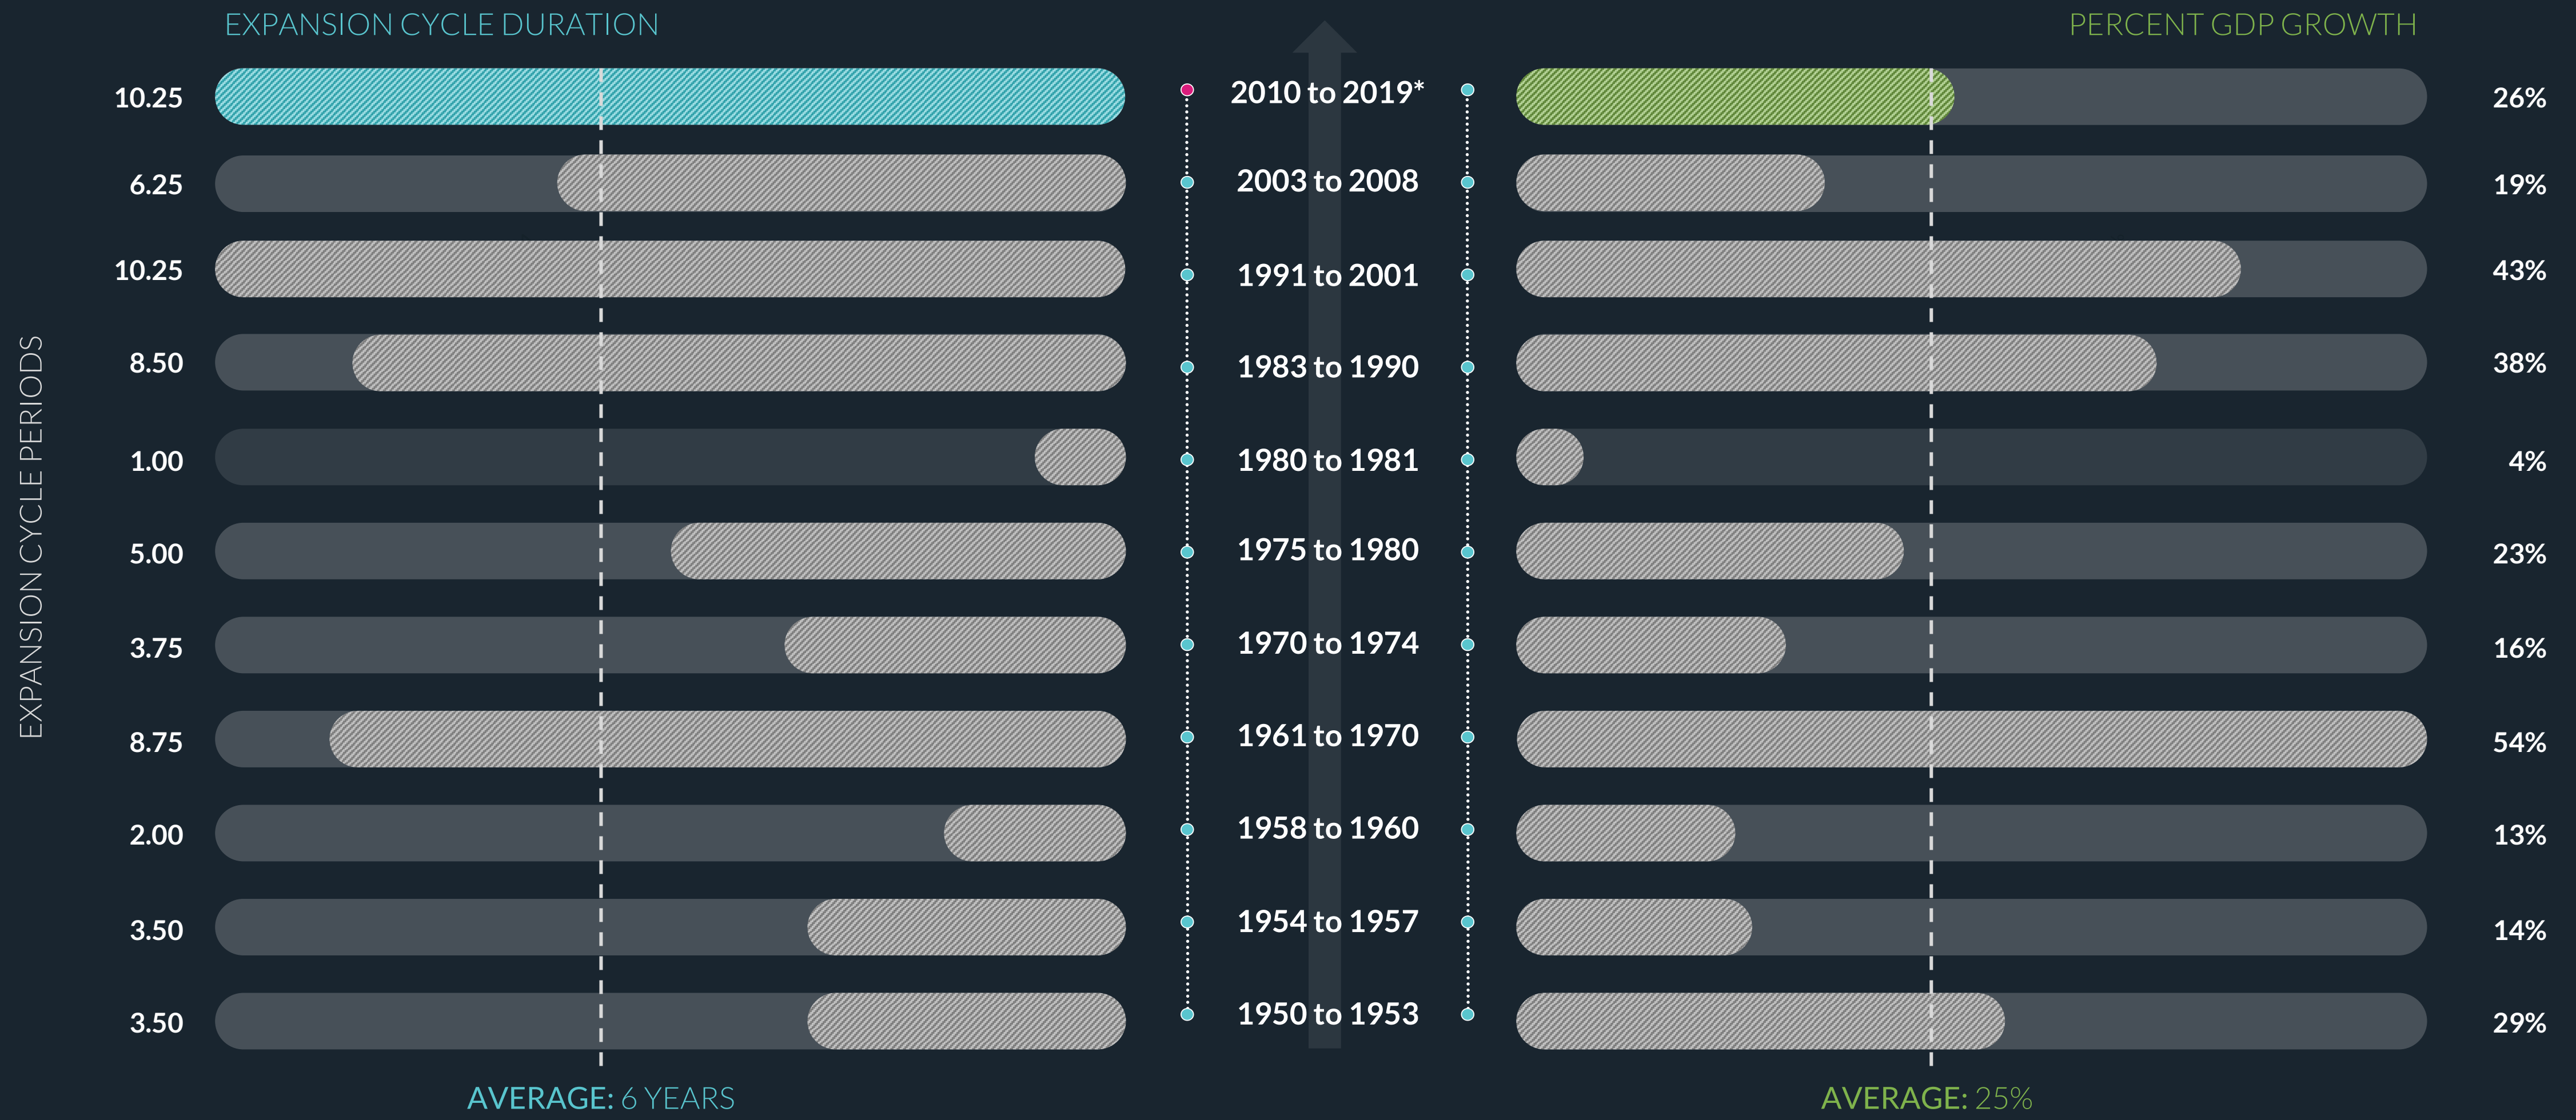 EXPANSION CYCLE DURATION
PERCENT GDP GROWTH
EXPANSION CYCLE PERIODS
10.25 2010 to 2019* 26%
6.25 2003 to 2008 19%
10.25 1991 to 2001 43%
8.50 1983 to 1990 38%
1.00 1980 to 1981 4%
5.00 1975 to 1980 23%
3.75 1970 to 1974 16%
8.75 1961 to 1970 54%
2.00 1958 to 1960 13%
3.50 1954 to 1957 14%
3.50 1950 to 1953 29%
AVERAGE: 6 YEARS
AVERAGE: 25%